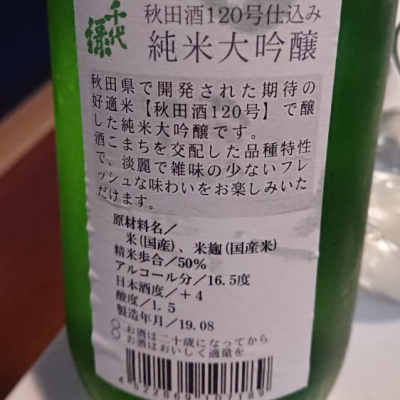 千代緑
秋田酒120号仕込み
純米大吟醸
秋田県で開発された期待の
好適米【秋田酒120号】で醸
した純米大吟醸です。
酒こまちを交配した品種特性
で、淡麗で雑味の少ないフレ
ッシュな味わいをお楽しみいた
だけます。
原材料名／
米(国産)、米麹(国産米)
精米歩合／50%
アルコール分／16.5度
日本酒度／＋4
酸度／1.5
製造年月／19.08
お酒は二十歳になってから
お酒はおいしく適量を